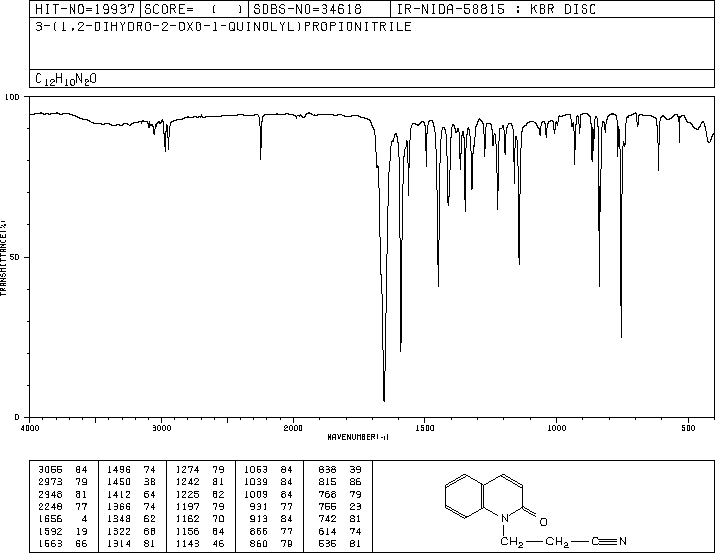 HIT-NO=19937 SCORE= ( ) SDBS-NO=34618 IR-NIDA-58815 : KBR DISC
3-(1,2-DIHYDRO-2-OXO-1-QUINOLYL)PROPIONITRILE
C12H10N2O
100
50
0
TRANSMITTANCE(%)
4000 3000 2000 1500 1000 500
WAVENUMBER(-1)
3066 84 1496 74 1274 79 1063 84 838 39
2973 79 1450 38 1242 81 1039 84 815 86
2948 81 1412 64 1225 62 1009 84 768 79
2248 77 1366 74 1197 79 931 77 755 23
1656 4 1348 62 1162 70 913 84 742 81
1592 19 1322 68 1156 84 866 77 614 74
1563 66 1314 81 1143 46 860 78 535 81
N O
CH2 CH2 C N